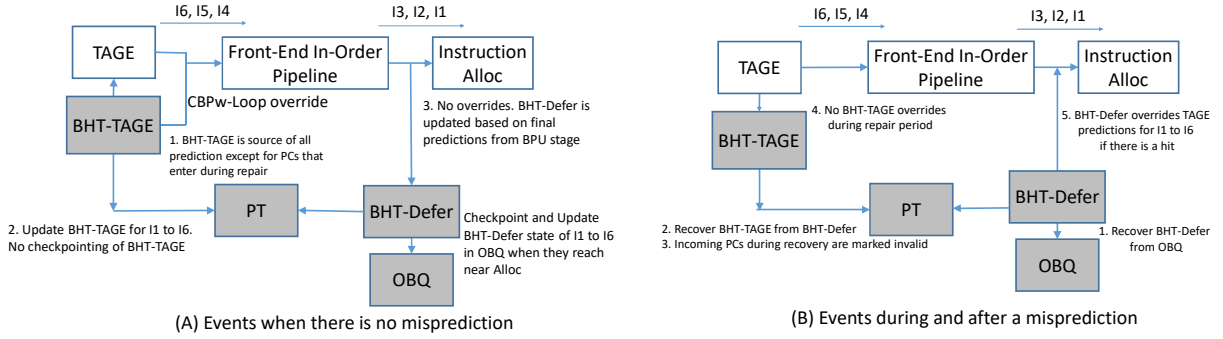 I6, I5, I4
I3, I2, I1
TAGE
Front-End In-Order
Pipeline
Instruction
Alloc
CBPw-Loop override
BHT-TAGE
1. BHT-TAGE is source of all
prediction except for PCs that
enter during repair
3. No overrides. BHT-Defer is
updated based on final
predictions from BPU stage
PT
BHT-Defer
2. Update BHT-TAGE for I1 to I6.
No checkpointing of BHT-TAGE
Checkpoint and Update
BHT-Defer state of I1 to I6
in OBQ when they reach
near Alloc
OBQ
(A) Events when there is no misprediction
I6, I5, I4
I3, I2, I1
TAGE
Front-End In-Order
Pipeline
Instruction
Alloc
4. No BHT-TAGE overrides
during repair period
5. BHT-Defer overrides TAGE
predictions for I1 to I6
if there is a hit
BHT-TAGE
PT
BHT-Defer
2. Recover BHT-TAGE from BHT-Defer
3. Incoming PCs during recovery are marked invalid
1. Recover BHT-Defer
from OBQ
OBQ
(B) Events during and after a misprediction